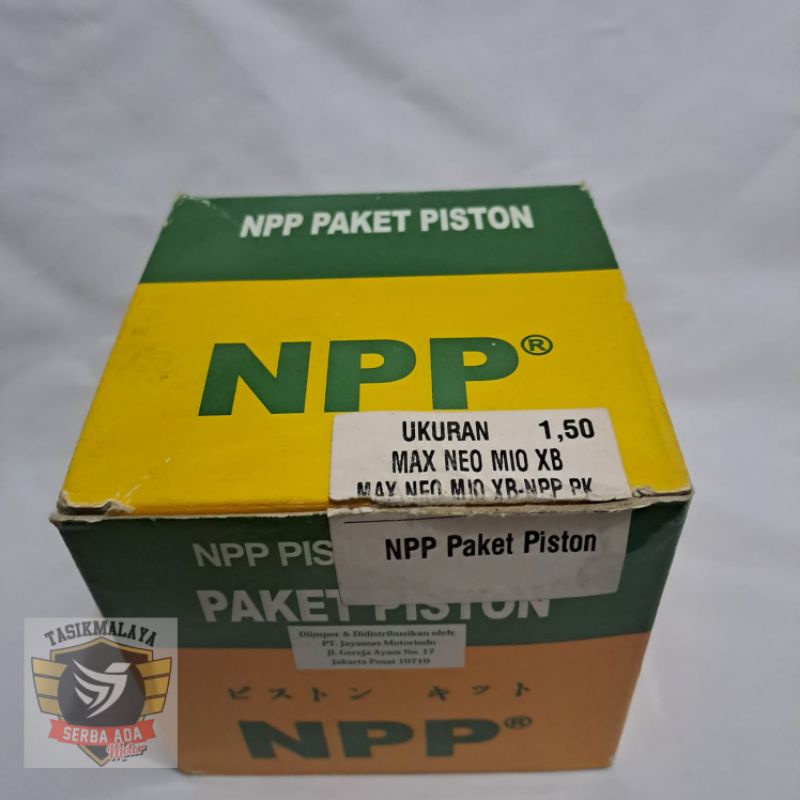 NPP PAKET PISTON
NPP®
UKURAN 1,50
MAX NEO MIO XB
MAX NEO MIO XB-NPP PK
NPP Paket Piston
NPP PIS
PAKET PISTON
Diimpor & Didistribusikan oleh:
PT. Jayamas Motorindo
Jl. Gereja Ayam No. 17
Jakarta Pusat 10710
ピストン キット
NPP®
TASIKMALAYA
SERBA ADA
Motor